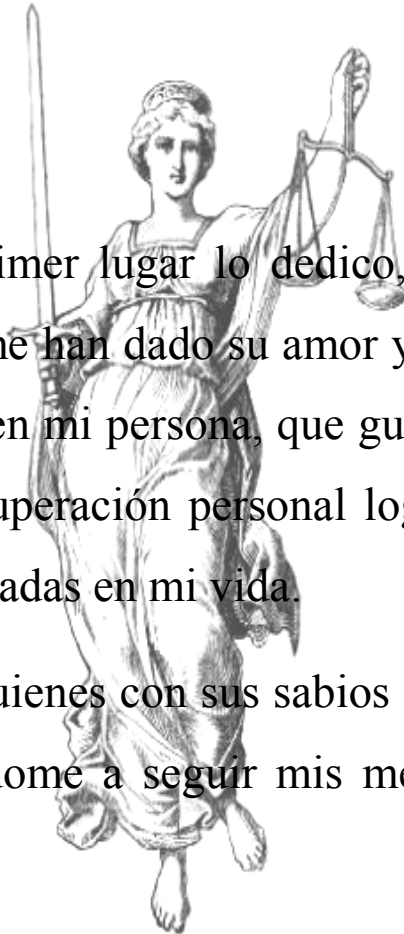 imer lugar lo dedico,
ne han dado su amor y
en mi persona, que gu
uperación personal log
adas en mi vida.
uienes con sus sabios
dome a seguir mis me